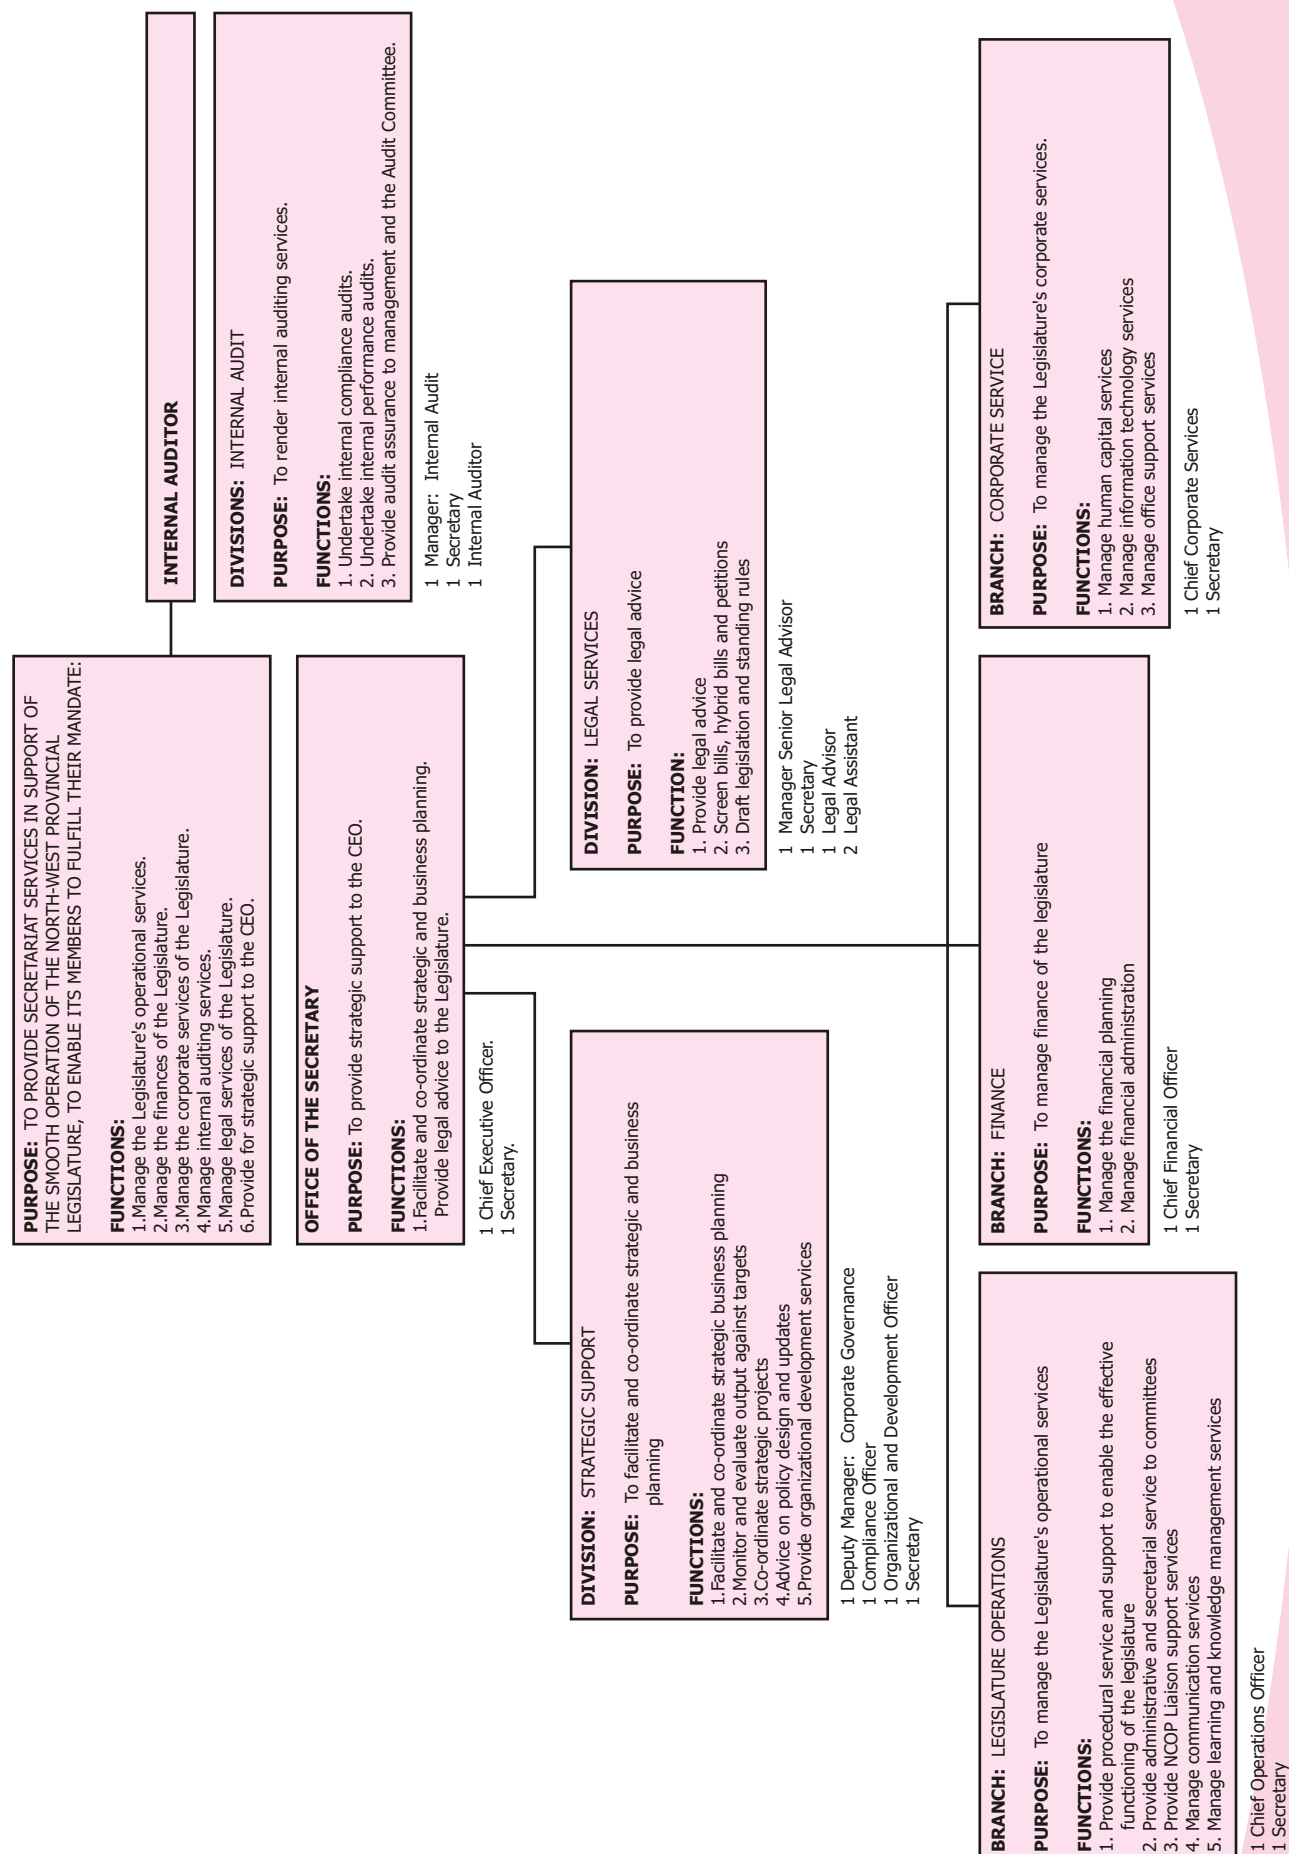 PURPOSE: TO PROVIDE SECRETARIAT SERVICES IN SUPPORT OF
THE SMOOTH OPERATION OF THE NORTH-WEST PROVINCIAL
LEGISLATURE, TO ENABLE ITS MEMBERS TO FULFILL THEIR MANDATE:
FUNCTIONS:
1.Manage the Legislature's operational services.
2.Manage the finances of the Legislature.
3.Manage the corporate services of the Legislature.
4.Manage internal auditing services.
5.Manage legal services of the Legislature.
6.Provide for strategic support to the CEO.
INTERNAL AUDITOR
DIVISIONS: INTERNAL AUDIT
PURPOSE: To render internal auditing services.
FUNCTIONS:
1. Undertake internal compliance audits.
2. Undertake internal performance audits.
3. Provide audit assurance to management and the Audit Committee.
1 Manager: Internal Audit
1 Secretary
1 Internal Auditor
OFFICE OF THE SECRETARY
PURPOSE: To provide strategic support to the CEO.
FUNCTIONS:
1.Facilitate and co-ordinate strategic and business planning.
Provide legal advice to the Legislature.
1 Chief Executive Officer.
1 Secretary.
DIVISION: STRATEGIC SUPPORT
PURPOSE: To facilitate and co-ordinate strategic and business
planning
FUNCTIONS:
1.Facilitate and co-ordinate strategic business planning
2.Monitor and evaluate output against targets
3.Co-ordinate strategic projects
4.Advice on policy design and updates
5.Provide organizational development services
1 Deputy Manager: Corporate Governance
1 Compliance Officer
1 Organizational and Development Officer
1 Secretary
DIVISION: LEGAL SERVICES
PURPOSE: To provide legal advice
FUNCTION:
1. Provide legal advice
2. Screen bills, hybrid bills and petitions
3. Draft legislation and standing rules
1 Manager Senior Legal Advisor
1 Secretary
1 Legal Advisor
2 Legal Assistant
BRANCH: LEGISLATURE OPERATIONS
PURPOSE: To manage the Legislature's operational services
FUNCTIONS:
1. Provide procedural service and support to enable the effective
functioning of the legislature
2. Provide administrative and secretarial service to committees
3. Provide NCOP Liaison support services
4. Manage communication services
5. Manage learning and knowledge management services
1 Chief Operations Officer
1 Secretary
BRANCH: FINANCE
PURPOSE: To manage finance of the legislature
FUNCTIONS:
1. Manage the financial planning
2. Manage financial administration
1 Chief Financial Officer
1 Secretary
BRANCH: CORPORATE SERVICE
PURPOSE: To manage the Legislature's corporate services.
FUNCTIONS:
1. Manage human capital services
2. Manage information technology services
3. Manage office support services
1 Chief Corporate Services
1 Secretary